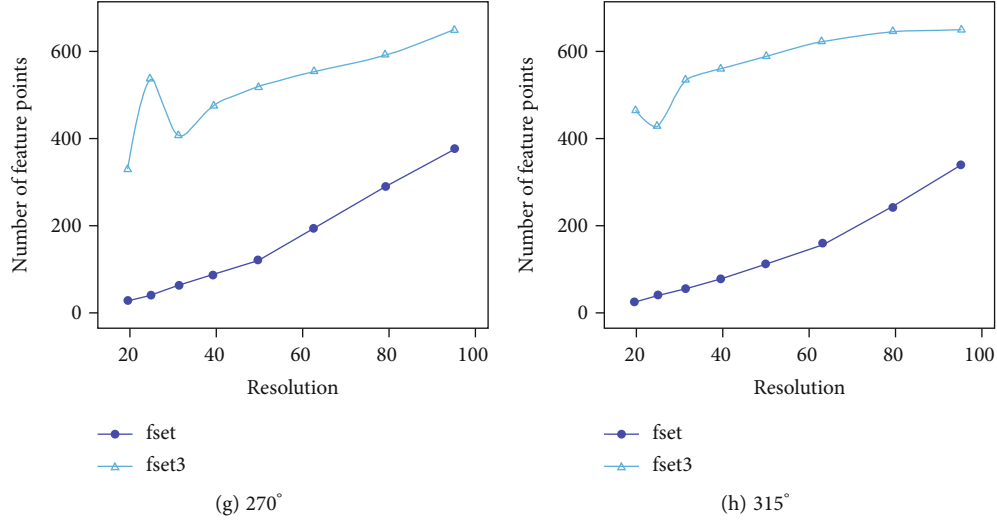 Number of feature points
600
400
200
0
20 40 60 80 100
Resolution
fset
fset3
(g) 270°
Number of feature points
600
400
200
0
20 40 60 80 100
Resolution
fset
fset3
(h) 315°